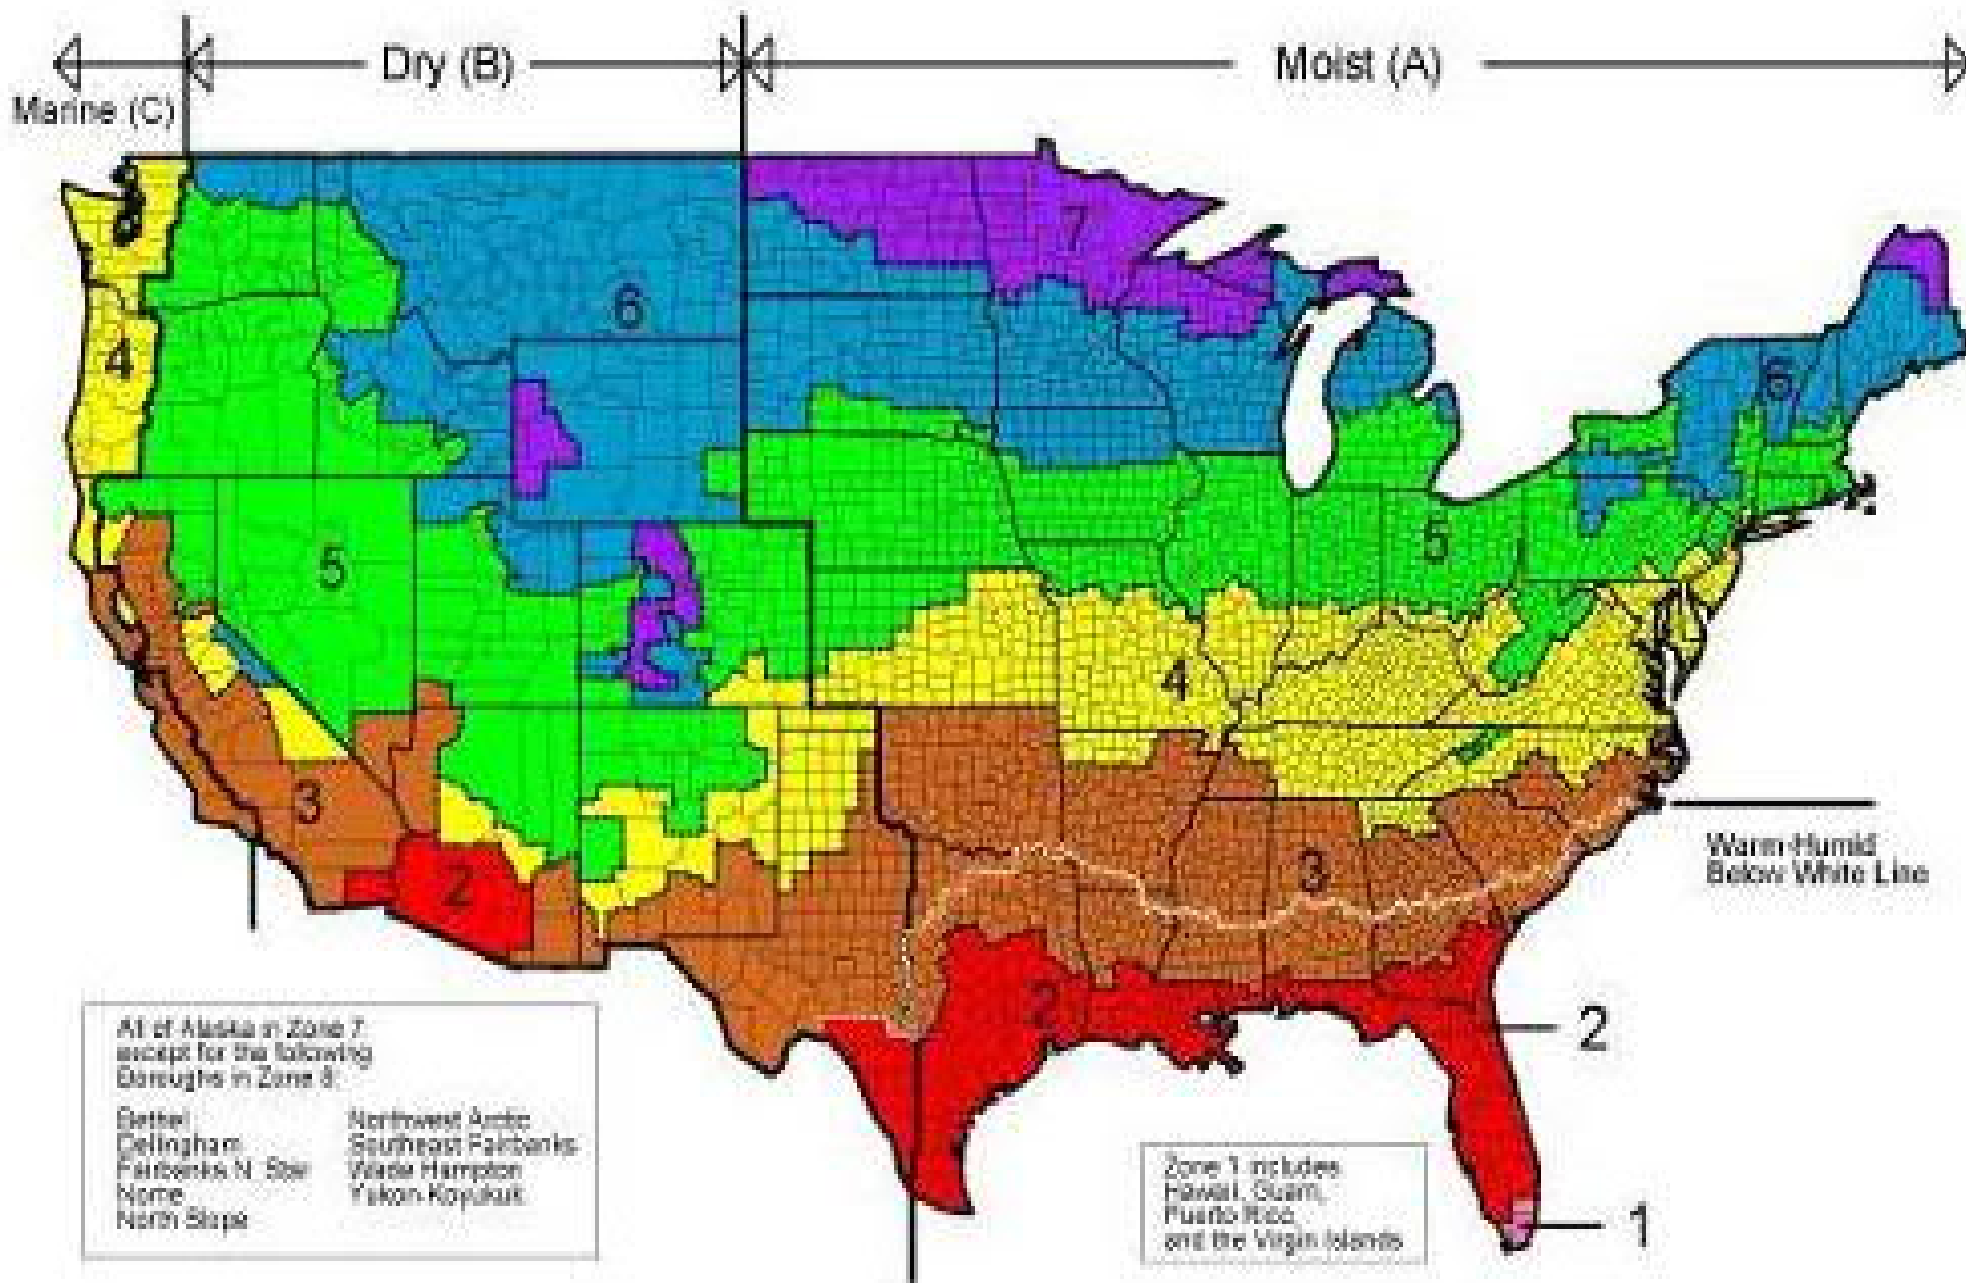 Dry (B)
Moist (A)
Marine (C)
7
6
4
6
5
5
4
3
3
2
2
Warm-Humid
Below White Line
2
1
All of Alaska in Zone 7
except for the following
Boroughs in Zone 8
Bethel
Northwest Arctic
Dellingham
Southeast Fairbanks
Fairbanks N. Star
Wade Hampton
Nome
Yukon-Koyukuk
North Slope
Zone 1 includes
Hawaii, Guam,
Puerto Rico,
and the Virgin Islands